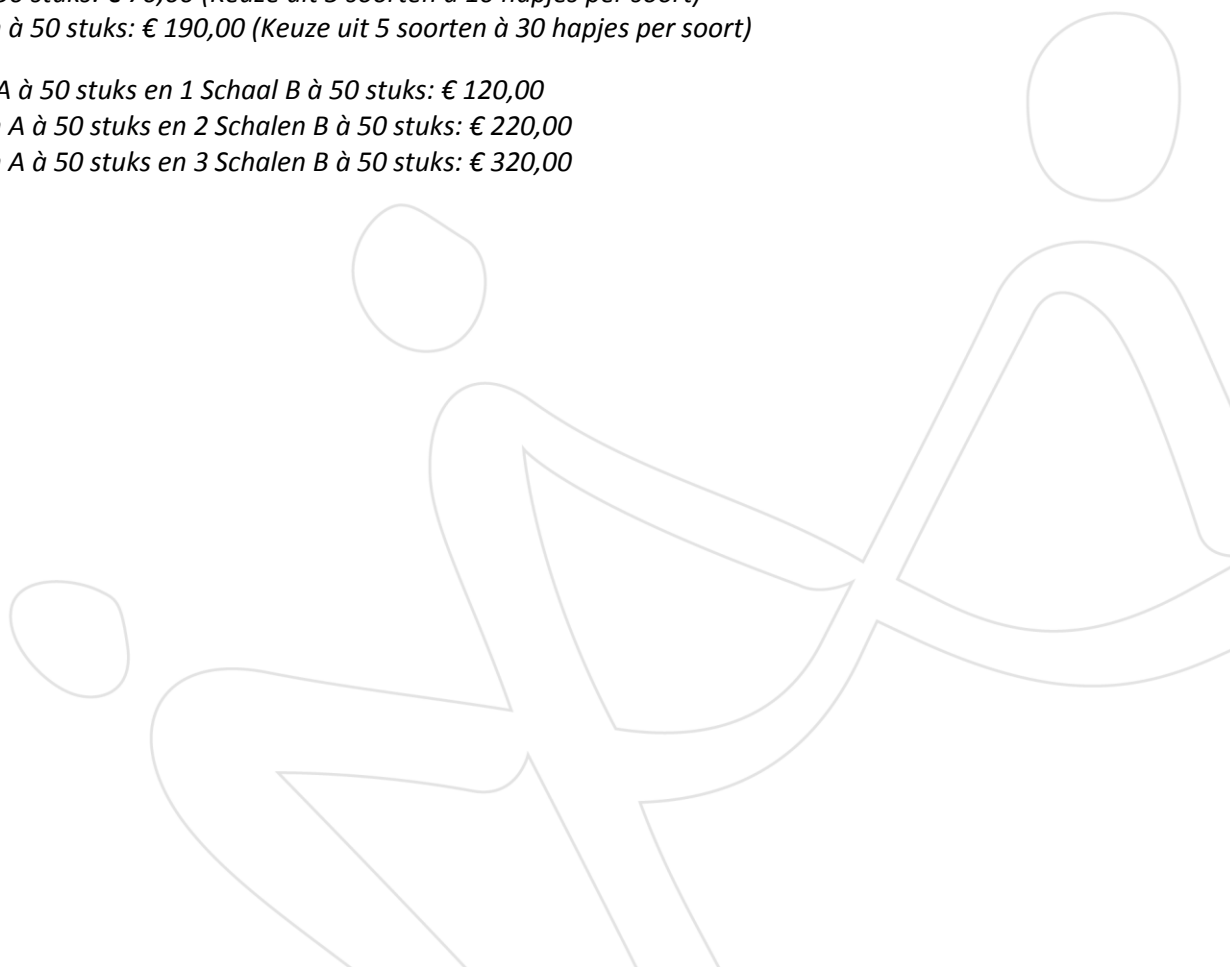 à 50 stuks: € 190,00 (Keuze uit 5 soorten à 30 hapjes per soort)
A à 50 stuks en 1 Schaal B à 50 stuks: € 120,00
A à 50 stuks en 2 Schalen B à 50 stuks: € 220,00
A à 50 stuks en 3 Schalen B à 50 stuks: € 320,00